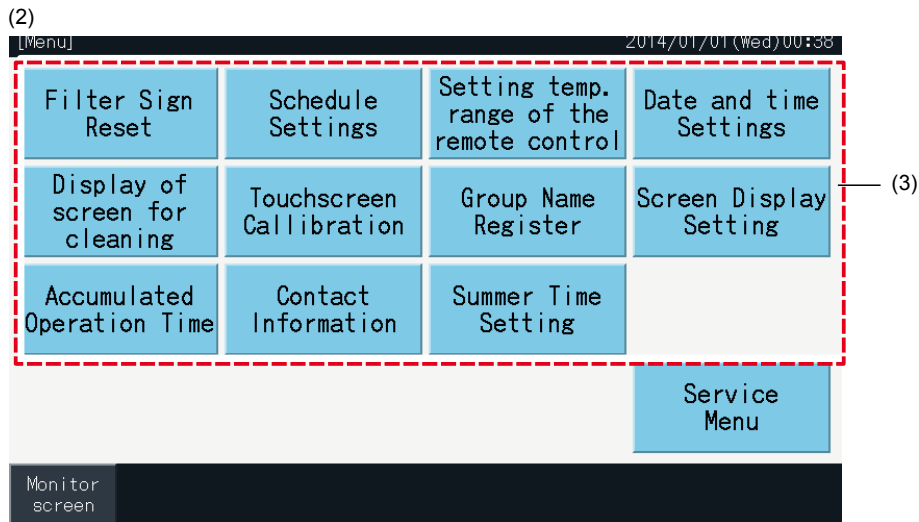 (2)
[Menu] 2014/01/01(Wed)00:38
Filter Sign
Reset
Schedule
Settings
Setting temp.
range of the
remote control
Date and time
Settings
Display of
screen for
cleaning
Touchscreen
Callibration
Group Name
Register
Screen Display
Setting
(3)
Accumulated
Operation Time
Contact
Information
Summer Time
Setting
Service
Menu
Monitor
screen